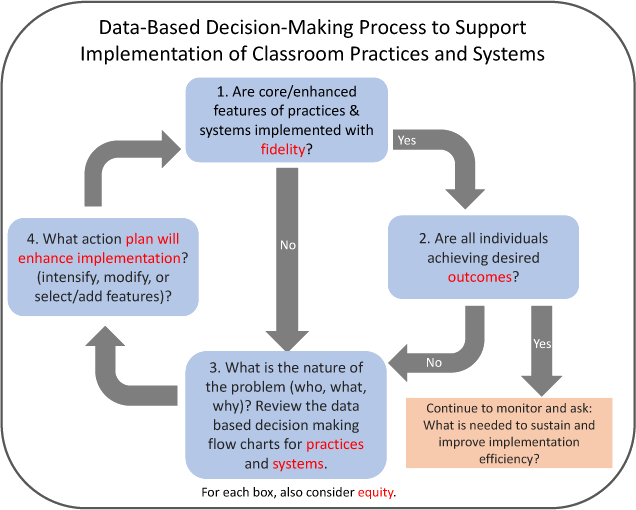 Data-Based Decision-Making Process to Support
Implementation of Classroom Practices and Systems
1. Are core/enhanced
features of practices &
systems implemented with
fidelity?
Yes
No
2. Are all individuals
achieving desired
outcomes?
No
Yes
3. What is the nature of
the problem (who, what,
why)? Review the data
based decision making
flow charts for practices
and systems.
4. What action plan will
enhance implementation?
(intensify, modify, or
select/add features)?
Continue to monitor and ask:
What is needed to sustain and
improve implementation
efficiency?
For each box, also consider equity.